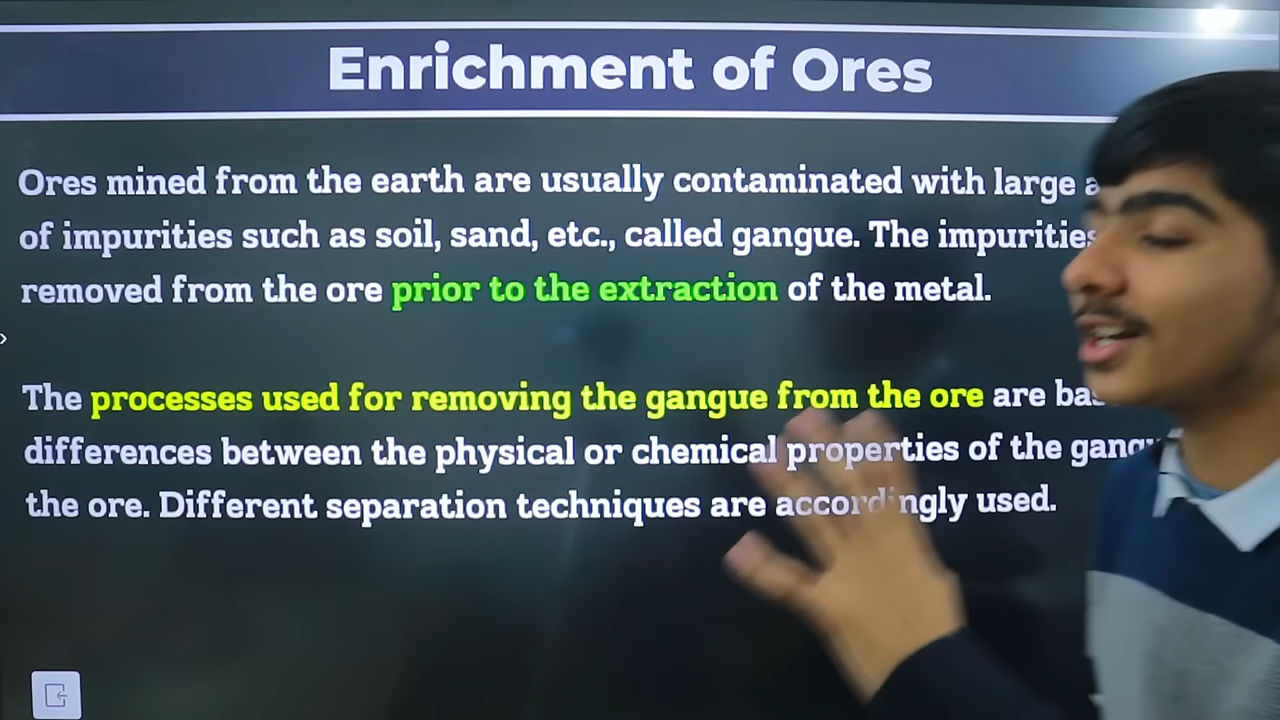 Enrichment of Ores
Ores mined from the earth are usually contaminated with large
of impurities such as soil, sand, etc., called gangue. The impurities
removed from the ore prior to the extraction of the metal.
The processes used for removing the gangue from the ore are
differences between the physical or chemical properties of the
the ore. Different separation techniques are accordingly used.